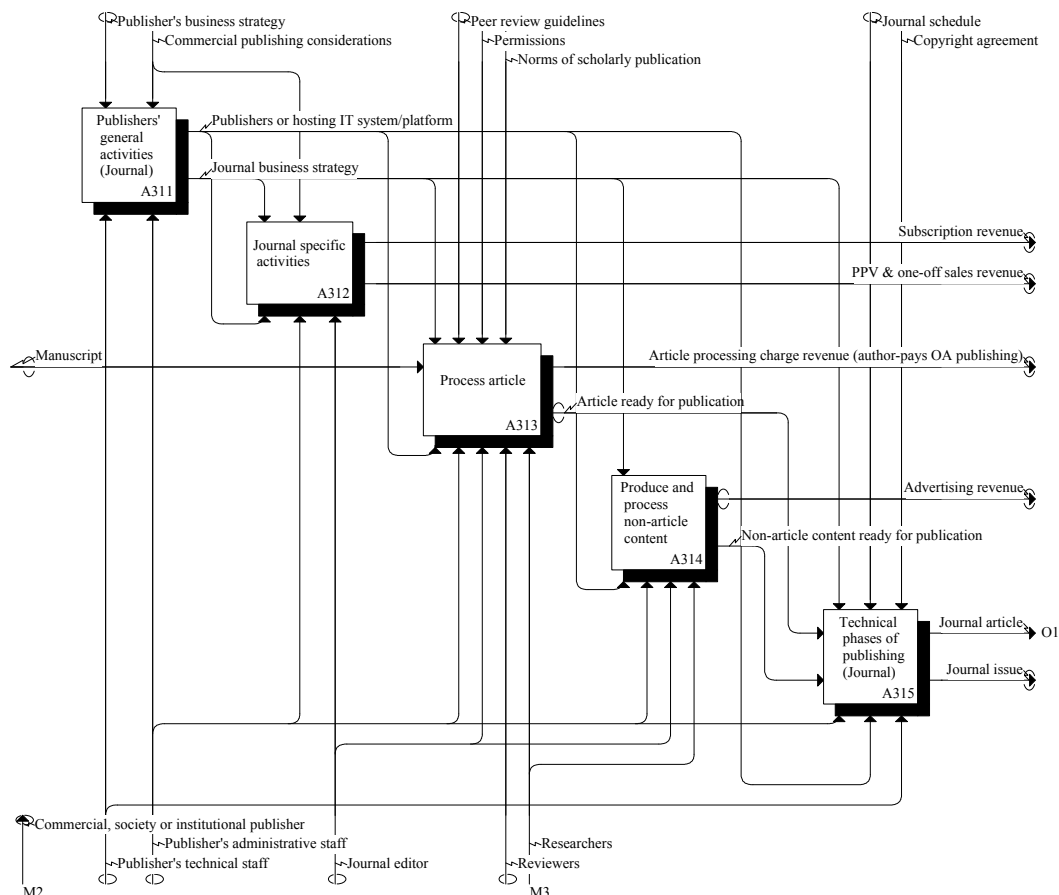 Publisher's business strategy
Commercial publishing considerations
Peer review guidelines
Permissions
Norms of scholarly publication
Journal schedule
Copyright agreement
Publishers'
general
activities
(Journal)
A311
Publishers or hosting IT system/platform
Journal business strategy
Journal specific
activities
A312
Subscription revenue
PPV & one-off sales revenue
Manuscript
Process article
A313
Article processing charge revenue (author-pays OA publishing)
Article ready for publication
Produce and
process
non-article
content
A314
Advertising revenue
Non-article content ready for publication
Technical
phases of
publishing
(Journal)
A315
Journal article
O1
Journal issue
Commercial, society or institutional publisher
Publisher's administrative staff
Publisher's technical staff
Journal editor
Researchers
Reviewers
M2
M3